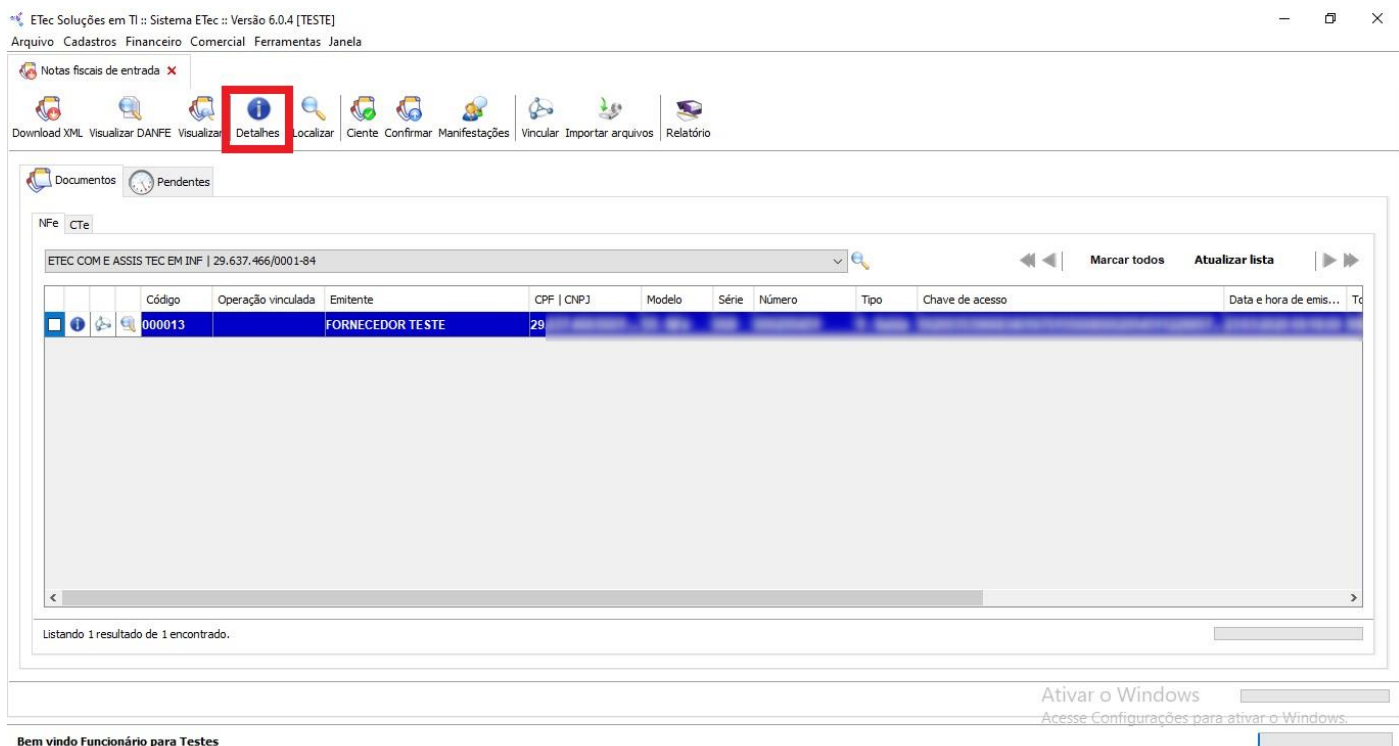 ETec Soluções em TI :: Sistema ETec :: Versão 6.0.4 [TESTE]
Arquivo Cadastros Financeiro Comercial Ferramentas Janela
Notas fiscais de entrada
Download XML Visualizar DANFE Visualizar Detalhes Localizar Ciente Confirmar Manifestações Vincular Importar arquivos Relatório
Documentos Pendentes
NFe CTe
ETEC COM E ASSIS TEC EM INF | 29.637.466/0001-84 Marcar todos Atualizar lista
Código Operação vinculada Emitente CPF | CNPJ Modelo Série Número Tipo Chave de acesso Data e hora de emis... To
000013 FORNECEDOR TESTE 29
Listando 1 resultado de 1 encontrado.
Ativar o Windows
Acesse Configurações para ativar o Windows.
Bem vindo Funcionário para Testes